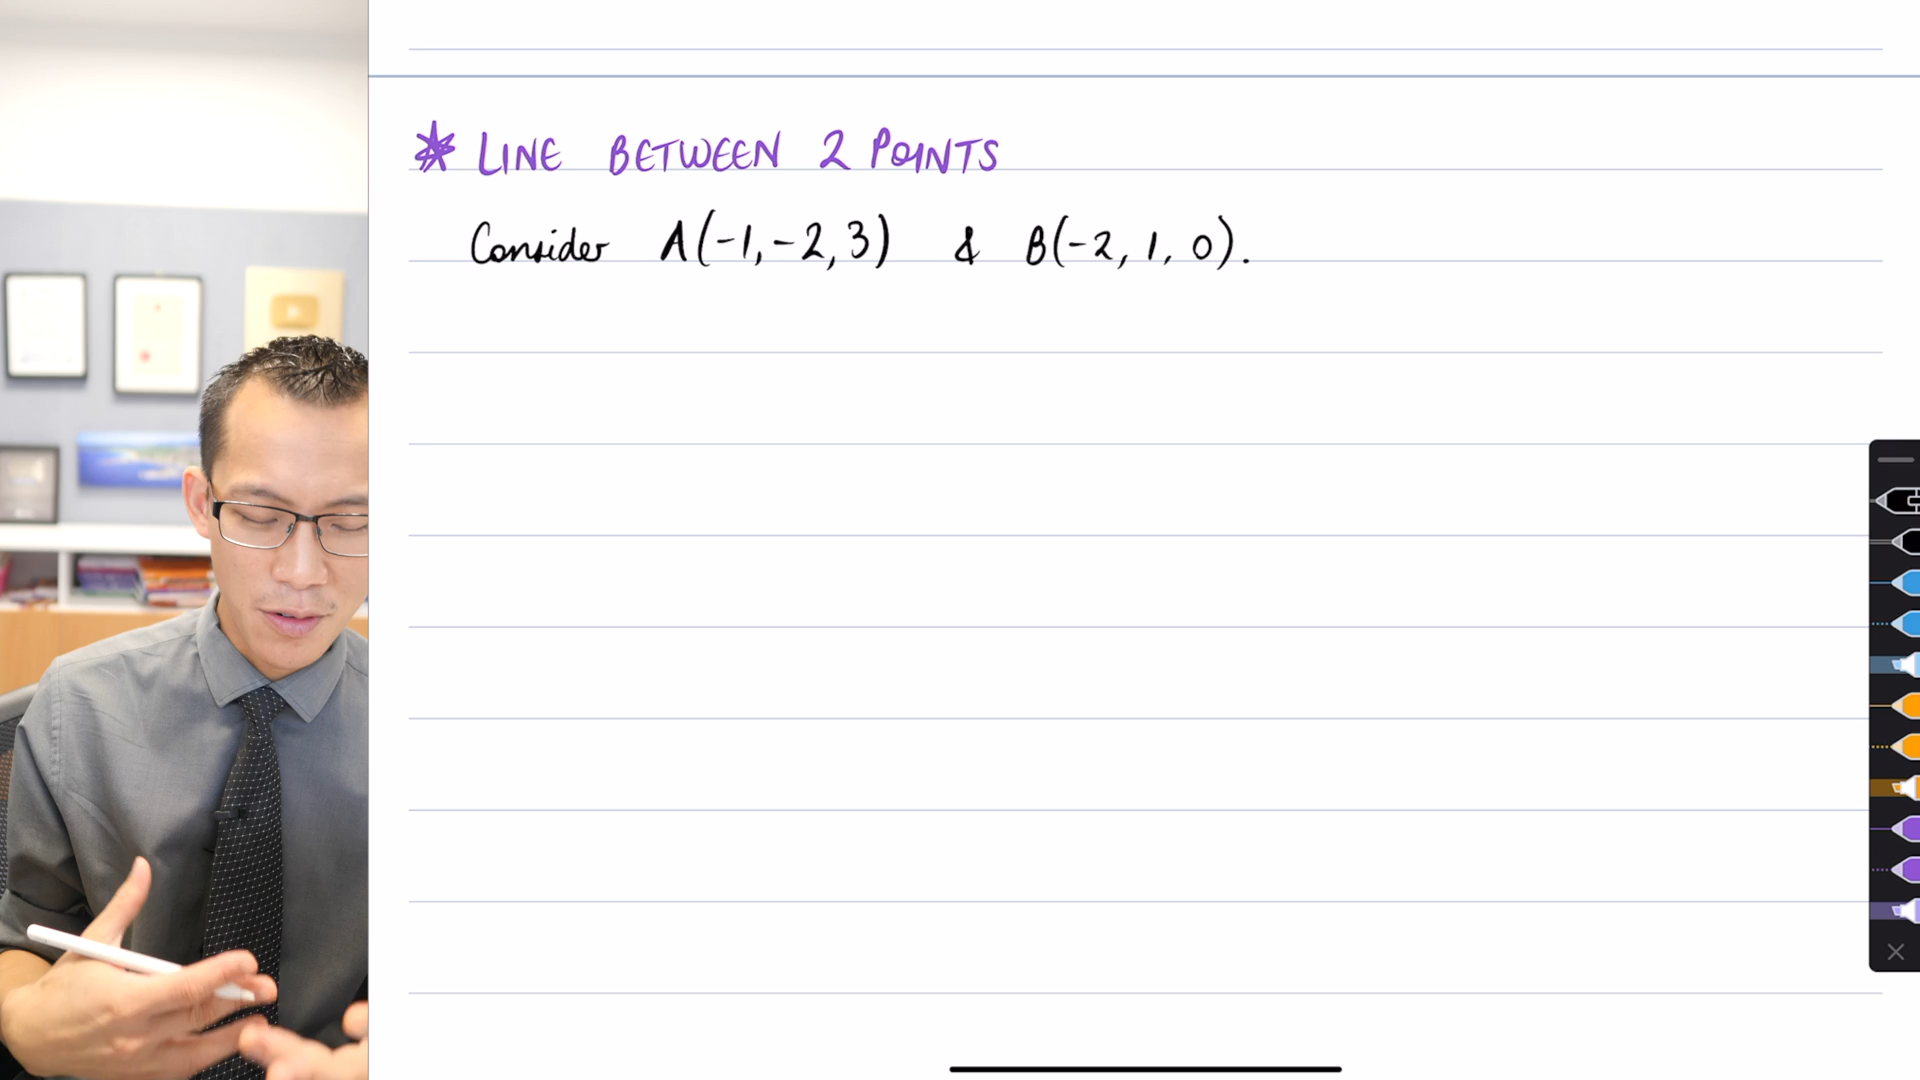 * LINE BETWEEN 2 POINTS
Consider A(-1, -2, 3) & B(-2, 1, 0).